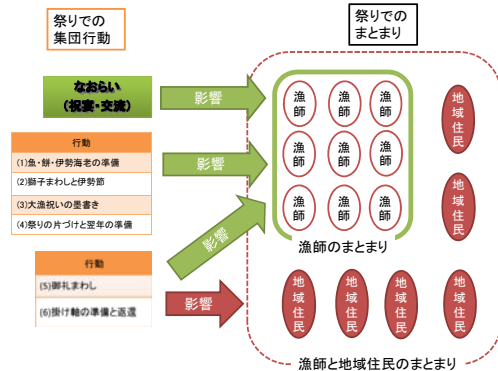 祭りでの
集団行動
祭りでの
まとまり
なおらい
（祝宴・交流）
影響
行動
(1)魚・餅・伊勢海老の準備
(2)獅子まわしと伊勢節
(3)大漁祝いの墨書き
(4)祭りの片づけと翌年の準備
影響
行動
(5)御礼まわし
(6)掛け軸の準備と返還
影響
影響
漁師
漁師
漁師
漁師
漁師
漁師
漁師
漁師
漁師
漁師のまとまり
地域住民
地域住民
地域住民
地域住民
地域住民
地域住民
漁師と地域住民のまとまり